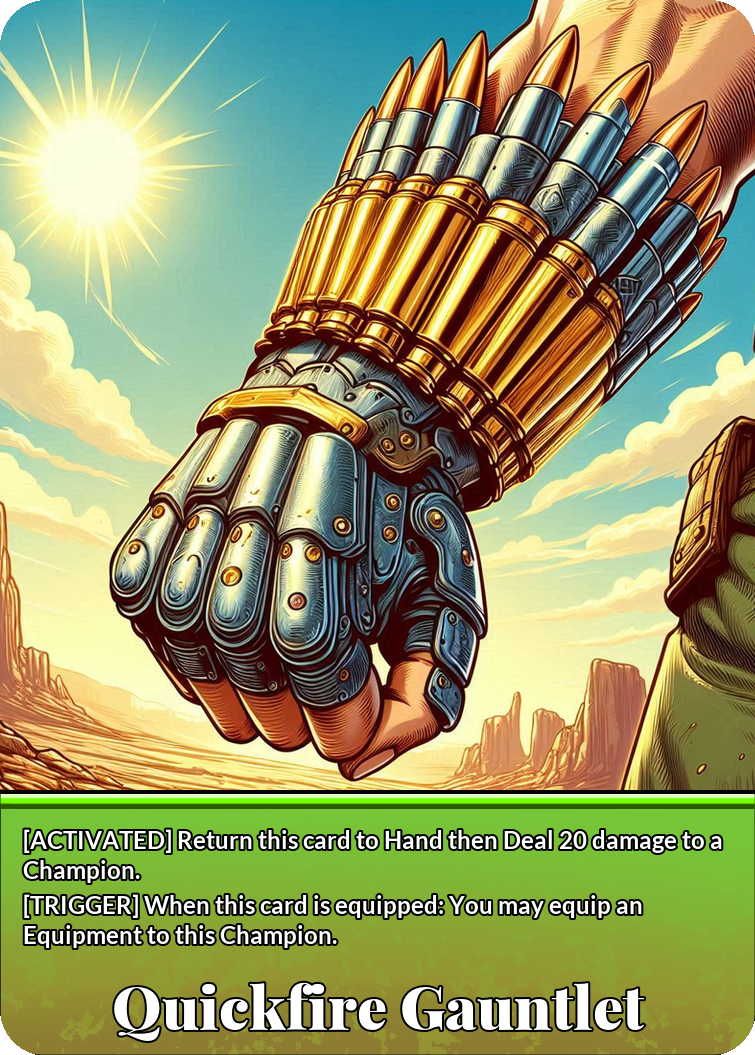 [ACTIVATED] Return this card to Hand then Deal 20 damage to a
Champion.
[TRIGGER] When this card is equipped: You may equip an
Equipment to this Champion.
Quickfire Gauntlet